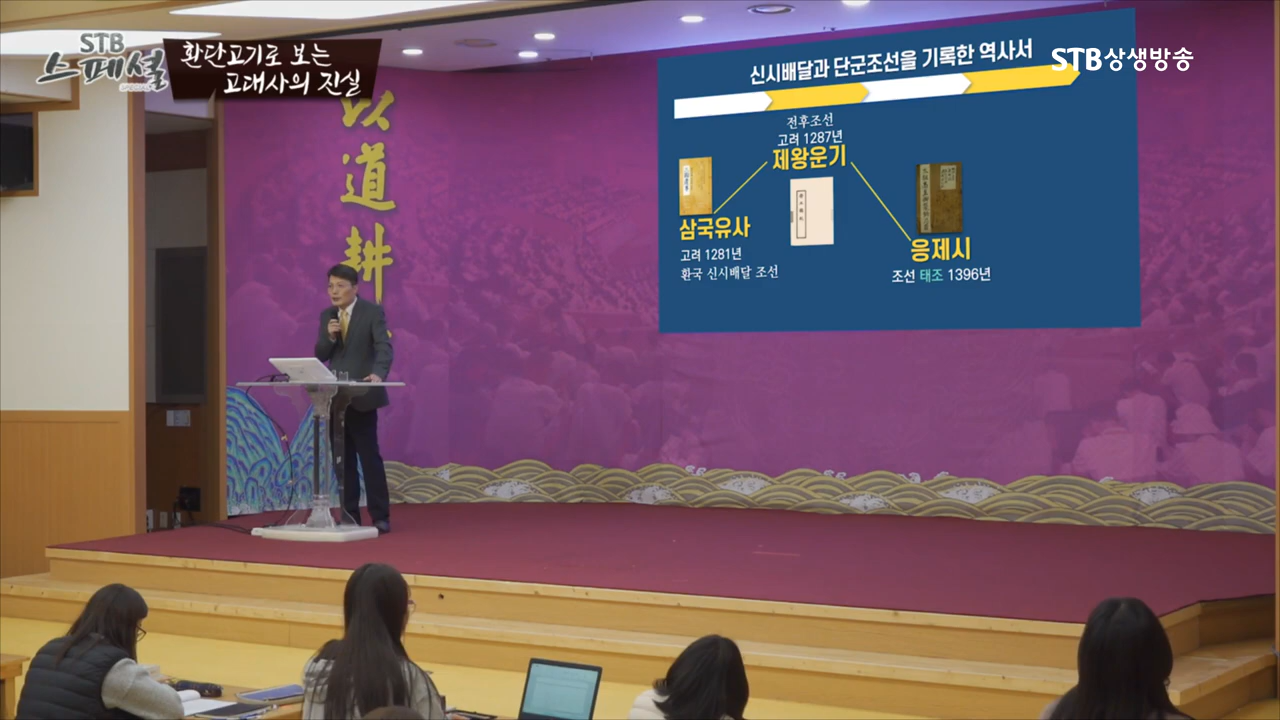 STB
스페셜
SPECIAL
환단고기로 보는
고대사의 진실
STB상생방송
以
道
耕
신시배달과 단군조선을 기록한 역사서
전후조선
고려 1287년
제왕운기
삼국유사
고려 1281년
환국 신시배달 조선
응제시
조선 태조 1396년